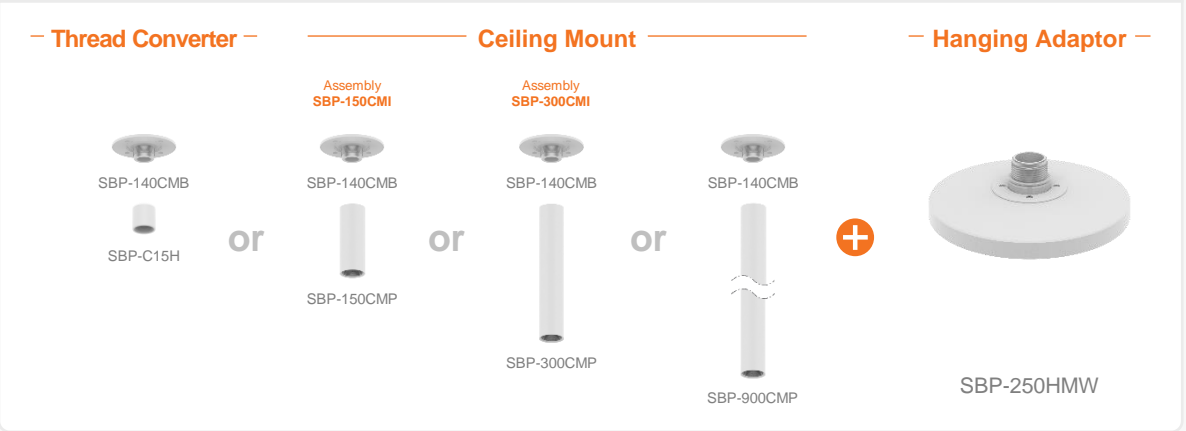 Thread Converter
Ceiling Mount
Hanging Adaptor
Assembly
SBP-150CMI
Assembly
SBP-300CMI
SBP-140CMB
SBP-140CMB
SBP-140CMB
SBP-140CMB
SBP-C15H
or
or
or
SBP-150CMP
SBP-300CMP
SBP-900CMP
SBP-250HMW